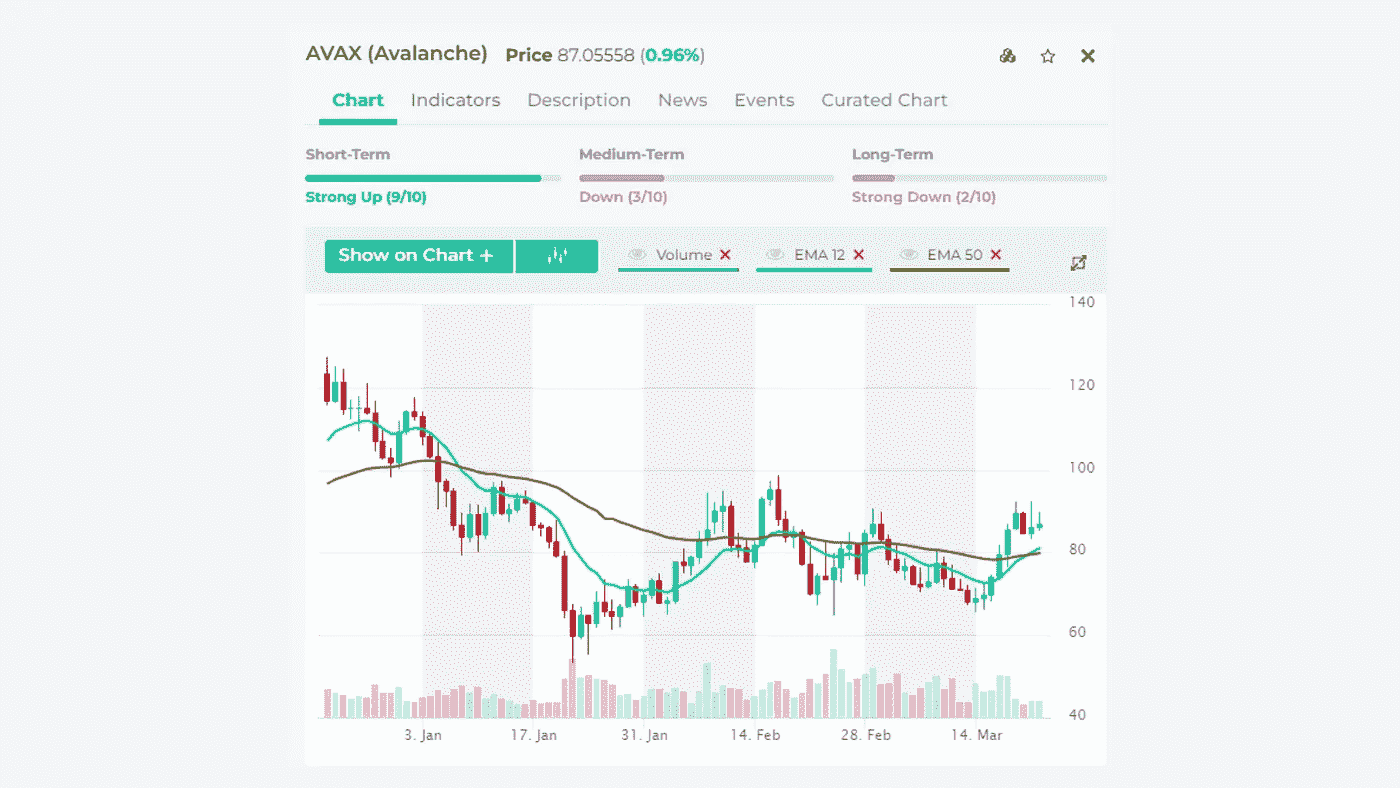 AVAX (Avalanche) Price 87.05558 (0.96%)
Chart Indicators Description News Events Curated Chart
Short-Term Medium-Term Long-Term
Strong Up (9/10) Down (3/10) Strong Down (2/10)
Show on Chart + Volume EMA 12 EMA 50
140
120
100
80
60
40
3. Jan 17. Jan 31. Jan 14. Feb 28. Feb 14. Mar